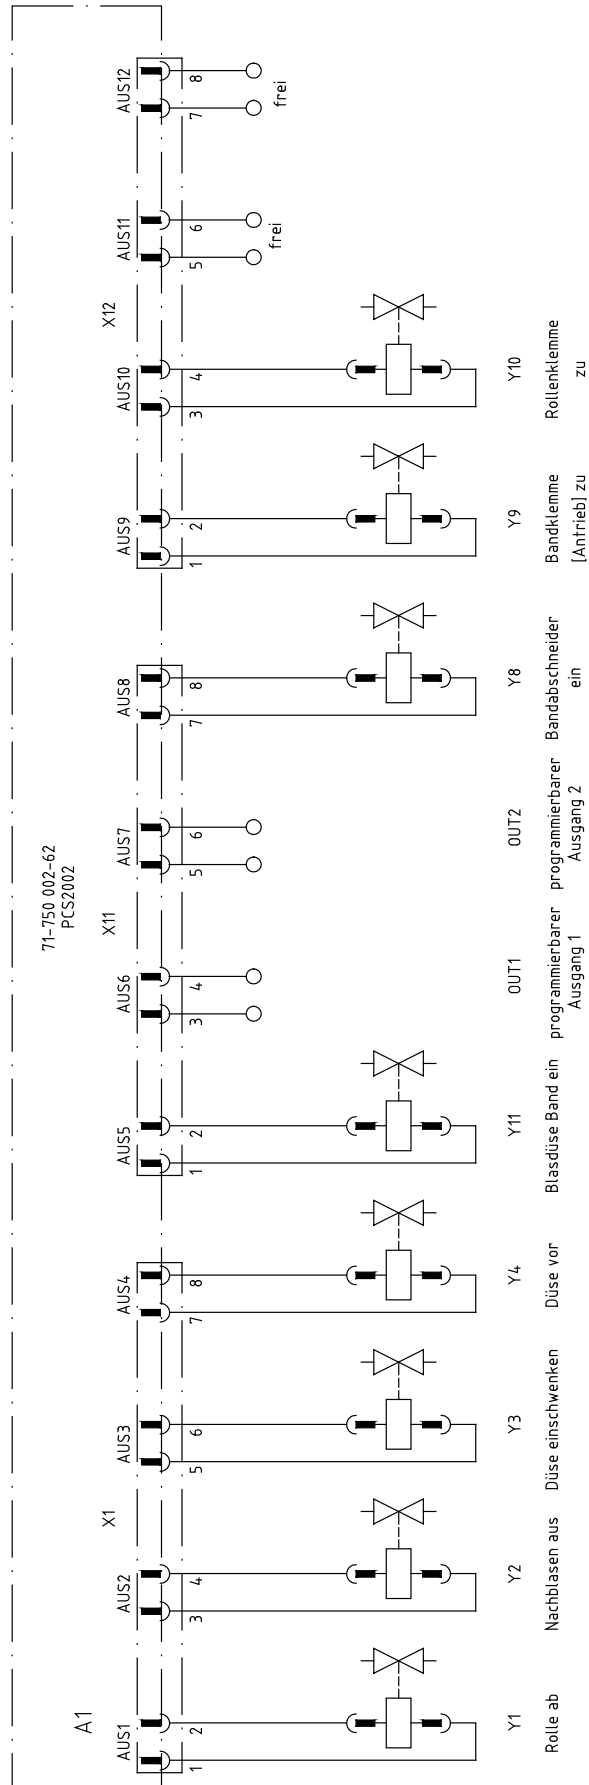 A1
71-750 002-62
PCS2002
X1
X11
X12
AUS1
AUS2
AUS3
AUS4
AUS5
AUS6
AUS7
AUS8
AUS9
AUS10
AUS11
AUS12
1
2
3
4
5
6
7
8
1
2
3
4
5
6
7
8
1
2
3
4
5
6
7
8
frei
frei
Y1
Rolle ab
Y2
Nachblasen aus
Y3
Düse einschwenken
Y4
Düse vor
Y11
Blasdüse Band ein
OUT1
programmierbarer
Ausgang 1
OUT2
programmierbarer
Ausgang 2
Y8
Bandabschneider
ein
Y9
Bandklemme
[Antrieb] zu
Y10
Rollenklemme
zu